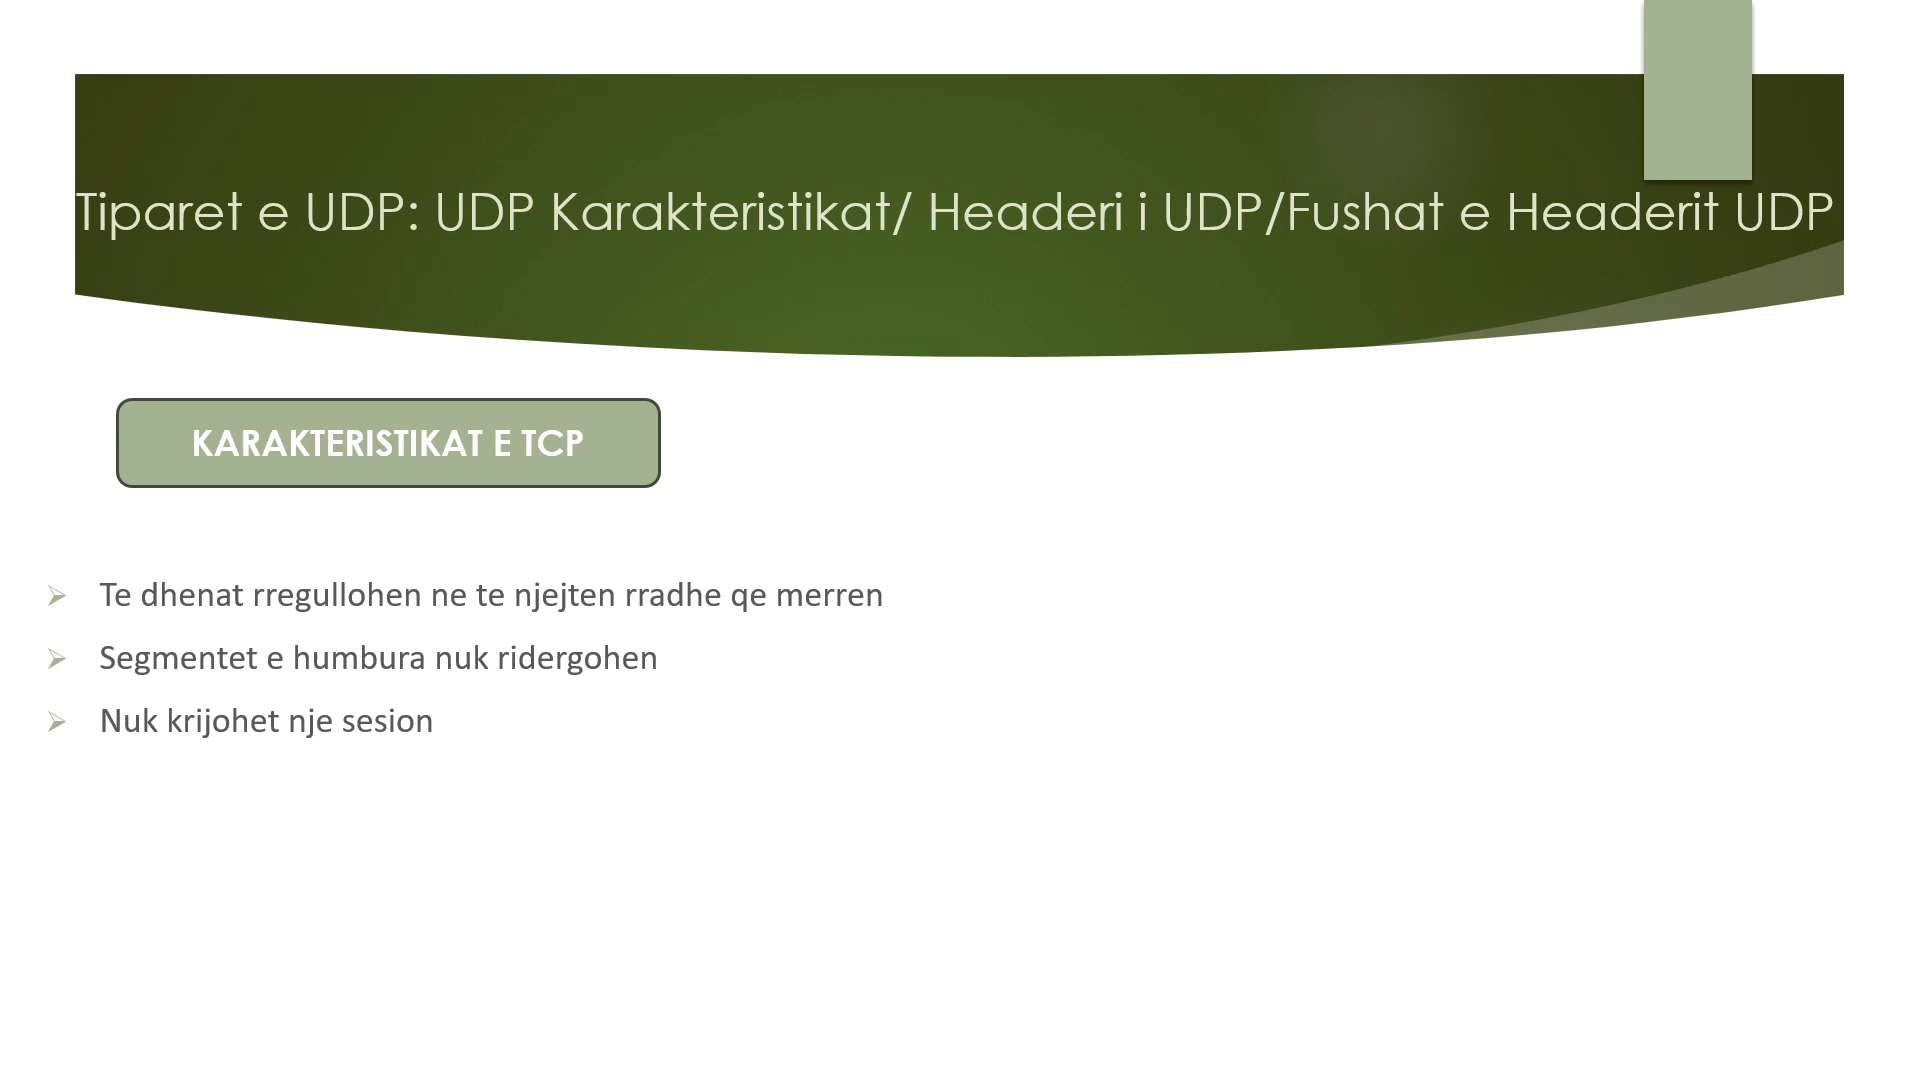 Tiparet e UDP: UDP Karakteristikat/ Headeri i UDP/Fushat e Headerit UDP
KARAKTERISTIKAT E TCP
Te dhenat rregullohen ne te njejten rradhe qe merren
Segmentet e humbura nuk ridergohen
Nuk krijohet nje sesion